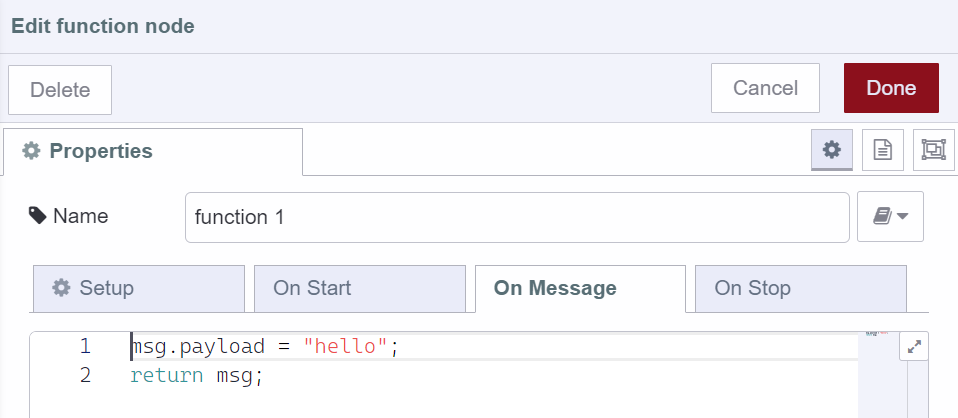 Edit function node
Delete Cancel Done
Properties
Name function 1
Setup On Start On Message On Stop
1 msg.payload = "hello";
2 return msg;